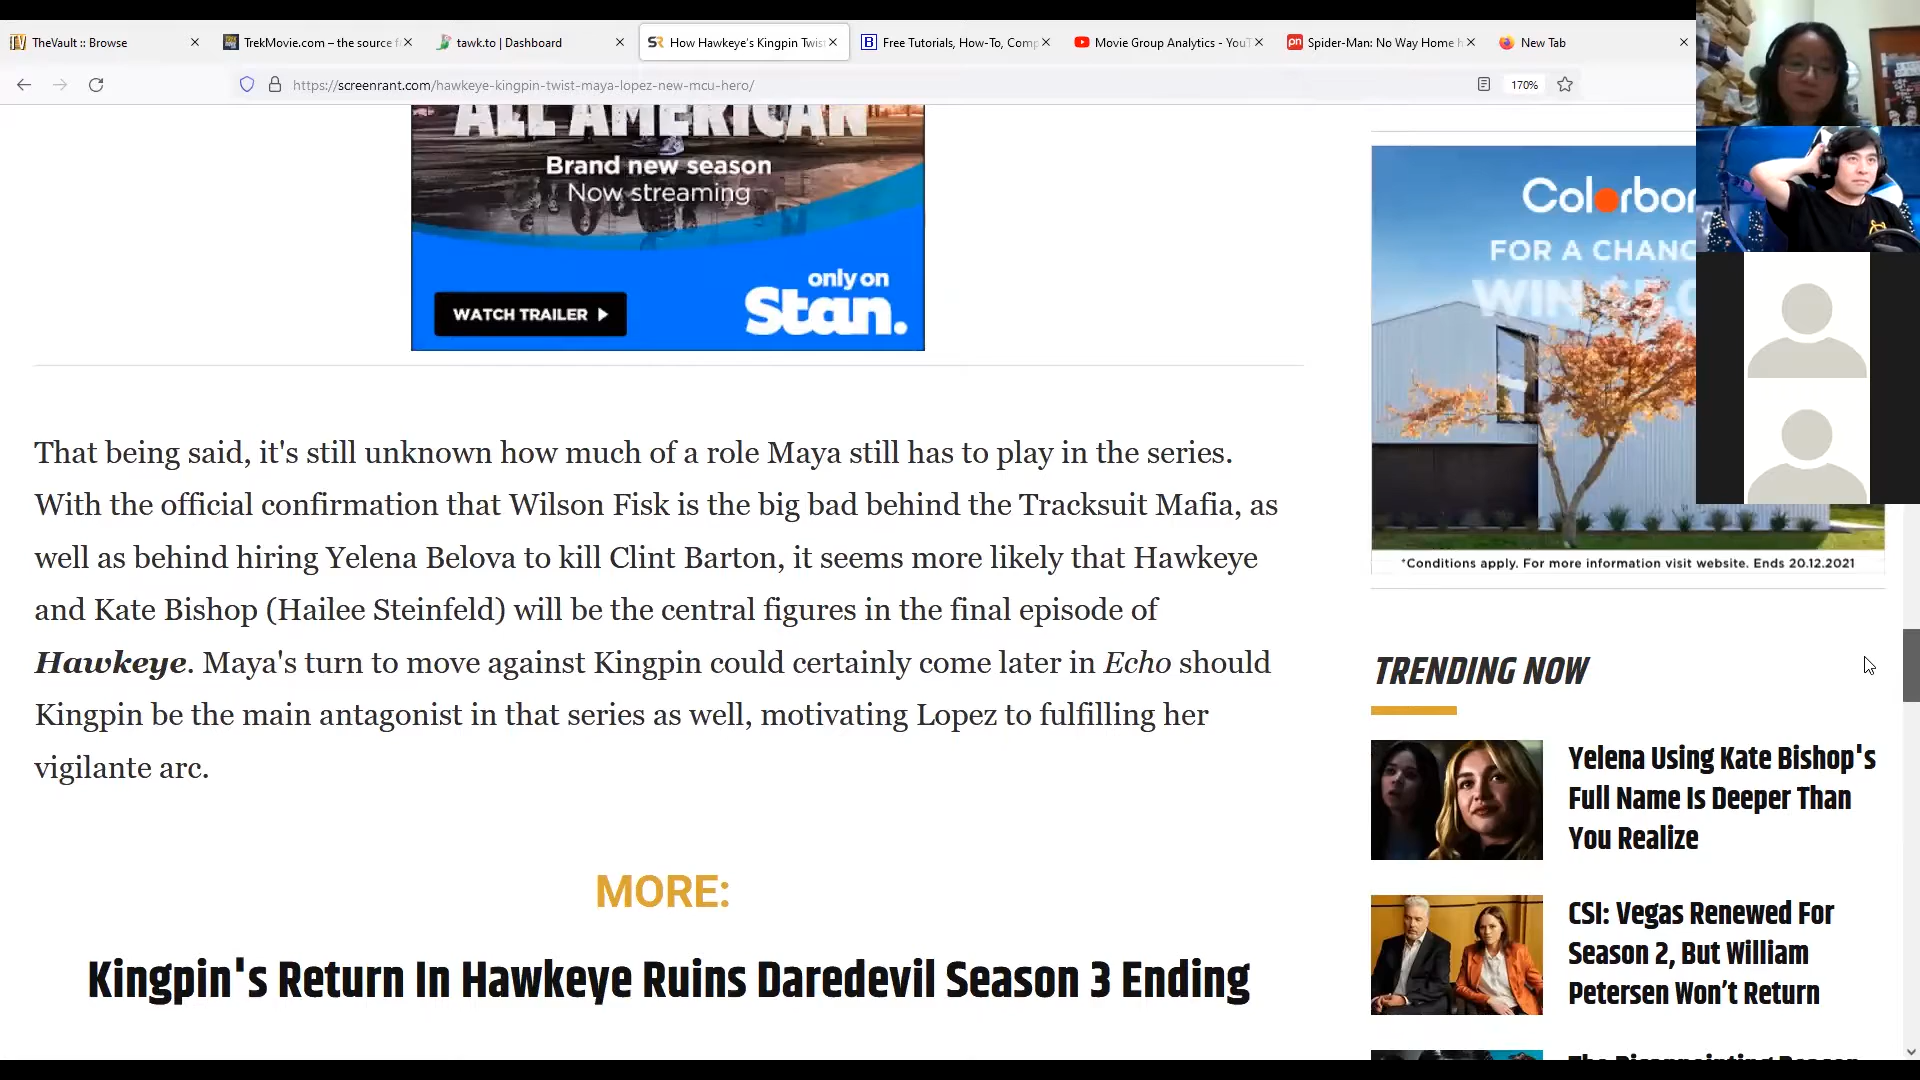 TheVault :: Browse
TrekMovie.com – the source f
tawk.to | Dashboard
SR How Hawkeye's Kingpin Twis
B Free Tutorials, How-To, Comp
Movie Group Analytics - YouT
pn Spider-Man: No Way Home h
New Tab
https://screenrant.com/hawkeye-kingpin-twist-maya-lopez-new-mcu-hero/
170%
ALL AMERICAN
Brand new season
Now streaming
only on
Stan.
WATCH TRAILER
Colorbon
FOR A CHANC
WIN
*Conditions apply. For more information visit website. Ends 20.12.2021
That being said, it's still unknown how much of a role Maya still has to play in the series.
With the official confirmation that Wilson Fisk is the big bad behind the Tracksuit Mafia, as
well as behind hiring Yelena Belova to kill Clint Barton, it seems more likely that Hawkeye
and Kate Bishop (Hailee Steinfeld) will be the central figures in the final episode of
Hawkeye. Maya's turn to move against Kingpin could certainly come later in Echo should
Kingpin be the main antagonist in that series as well, motivating Lopez to fulfilling her
vigilante arc.
MORE:
Kingpin's Return In Hawkeye Ruins Daredevil Season 3 Ending
TRENDING NOW
Yelena Using Kate Bishop's
Full Name Is Deeper Than
You Realize
CSI: Vegas Renewed For
Season 2, But William
Petersen Won't Return
The Disappointing Reason